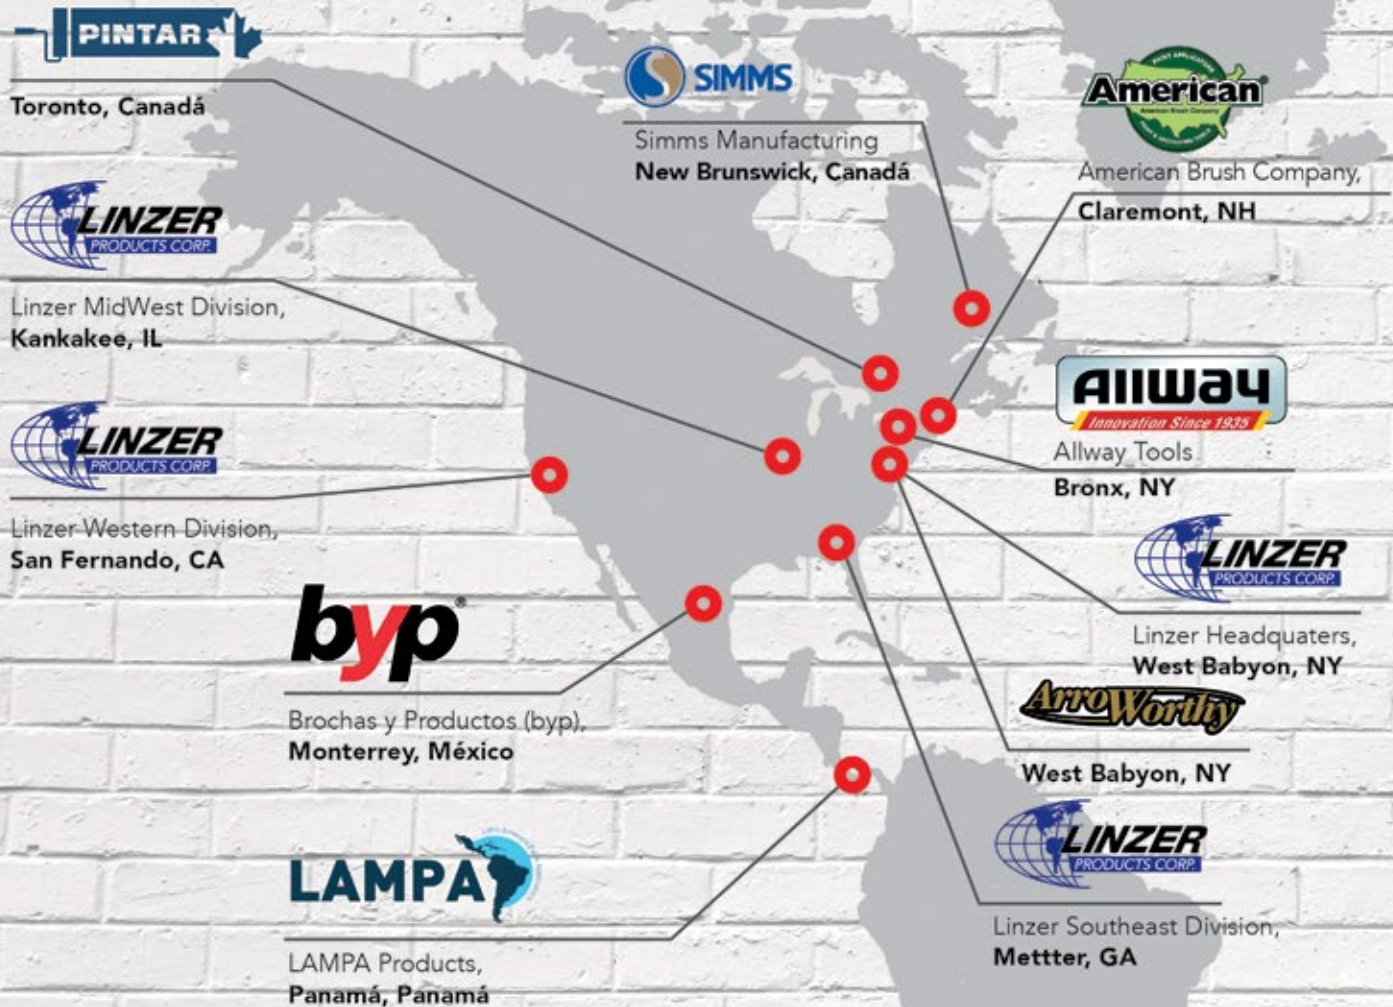 PINTAR
Toronto, Canadá
SIMMS
Simms Manufacturing
New Brunswick, Canadá
American®
American Brush Company
American Brush Company,
Claremont, NH
LINZER
PRODUCTS CORP.
Linzer MidWest Division,
Kankakee, IL
Allway
Innovation Since 1935
Allway Tools
Bronx, NY
LINZER
PRODUCTS CORP.
Linzer Western Division,
San Fernando, CA
LINZER
PRODUCTS CORP.
Linzer Headquaters,
West Babyon, NY
byp®
Brochas y Productos (byp),
Monterrey, México
ArroWorthy
West Babyon, NY
LAMPA
LAMPA Products,
Panamá, Panamá
LINZER
PRODUCTS CORP.
Linzer Southeast Division,
Mettter, GA